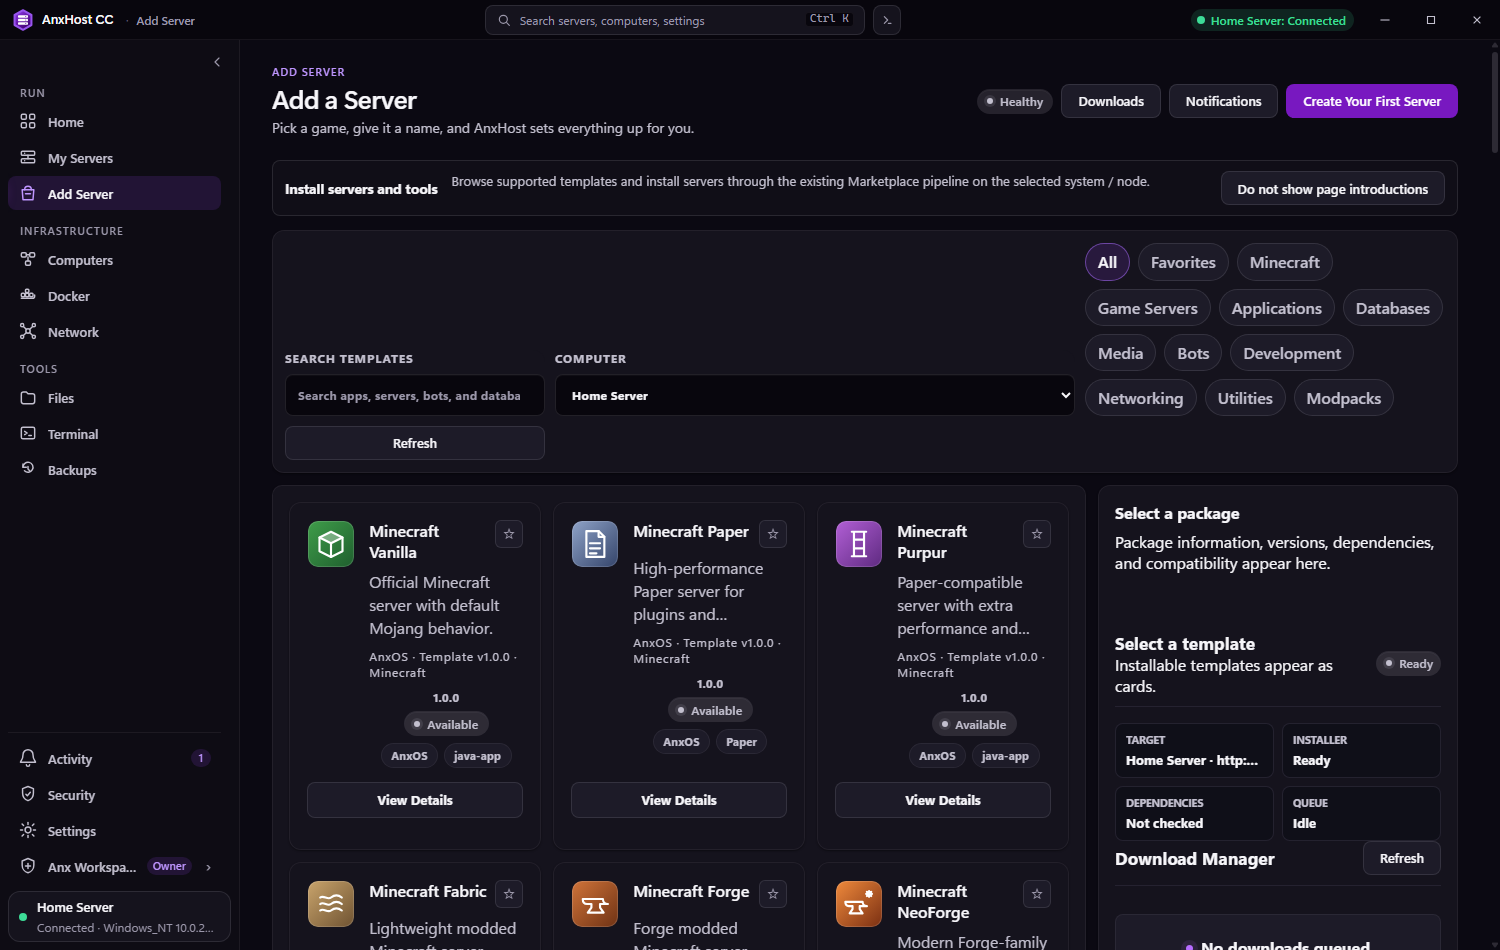 AnxHost CC · Add Server
Search servers, computers, settings Ctrl K
Home Server: Connected
RUN
Home
My Servers
Add Server
INFRASTRUCTURE
Computers
Docker
Network
TOOLS
Files
Terminal
Backups
Activity 1
Security
Settings
Anx Workspa... Owner
Home Server
Connected · Windows_NT 10.0.2...
ADD SERVER
Add a Server
Pick a game, give it a name, and AnxHost sets everything up for you.
Healthy
Downloads
Notifications
Create Your First Server
Install servers and tools
Browse supported templates and install servers through the existing Marketplace pipeline on the selected system / node.
Do not show page introductions
SEARCH TEMPLATES
Search apps, servers, bots, and databa
COMPUTER
Home Server
Refresh
All Favorites Minecraft
Game Servers Applications Databases
Media Bots Development
Networking Utilities Modpacks
Minecraft
Vanilla
Official Minecraft
server with default
Mojang behavior.
AnxOS · Template v1.0.0 ·
Minecraft
1.0.0
Available
AnxOS java-app
View Details
Minecraft Paper
High-performance
Paper server for
plugins and...
AnxOS · Template v1.0.0 ·
Minecraft
1.0.0
Available
AnxOS Paper
View Details
Minecraft
Purpur
Paper-compatible
server with extra
performance and...
AnxOS · Template v1.0.0 ·
Minecraft
1.0.0
Available
AnxOS java-app
View Details
Minecraft Fabric
Lightweight modded
Minecraft server
Minecraft Forge
Forge modded
Minecraft server
Minecraft
NeoForge
Modern Forge-family
Select a package
Package information, versions, dependencies,
and compatibility appear here.
Select a template
Installable templates appear as
cards.
Ready
TARGET
Home Server · http:...
INSTALLER
Ready
DEPENDENCIES
Not checked
QUEUE
Idle
Download Manager
Refresh
No downloads queued